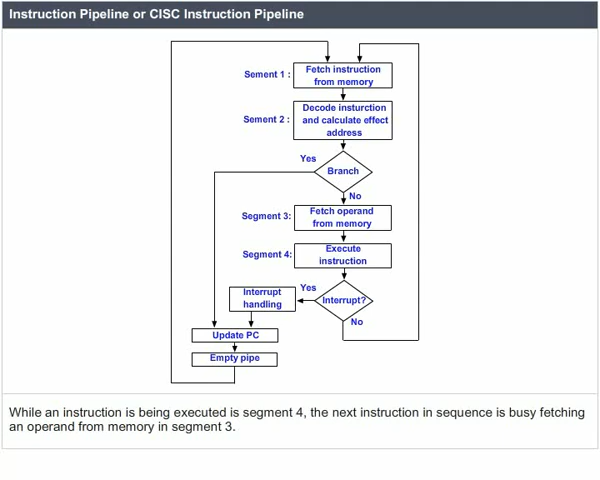 Instruction Pipeline or CISC Instruction Pipeline
Sement 1 :
Fetch instruction
from memory
Sement 2 :
Decode insturction
and calculate effect
address
Yes
Branch
No
Segment 3:
Fetch operand
from memory
Segment 4:
Execute
instruction
Interrupt
handling
Yes
Interrupt?
No
Update PC
Empty pipe
While an instruction is being executed is segment 4, the next instruction in sequence is busy fetching
an operand from memory in segment 3.